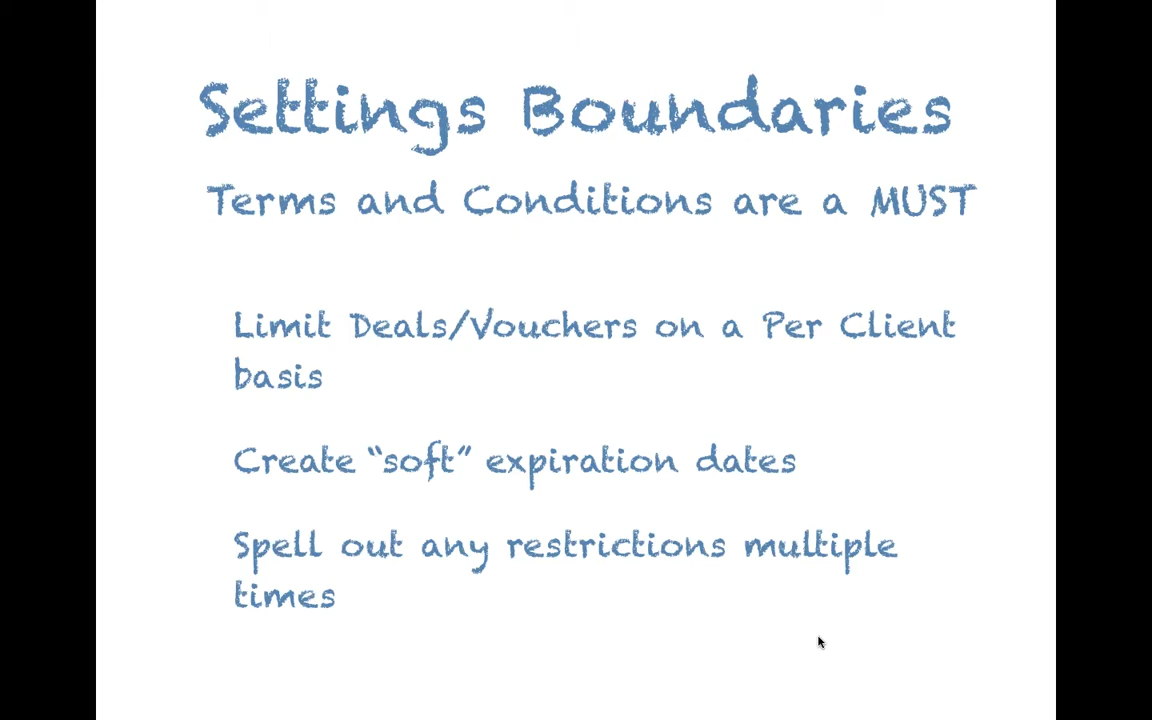 Settings Boundaries
Terms and Conditions are a MUST
Limit Deals/Vouchers on a Per Client
basis
Create “soft” expiration dates
Spell out any restrictions multiple
times